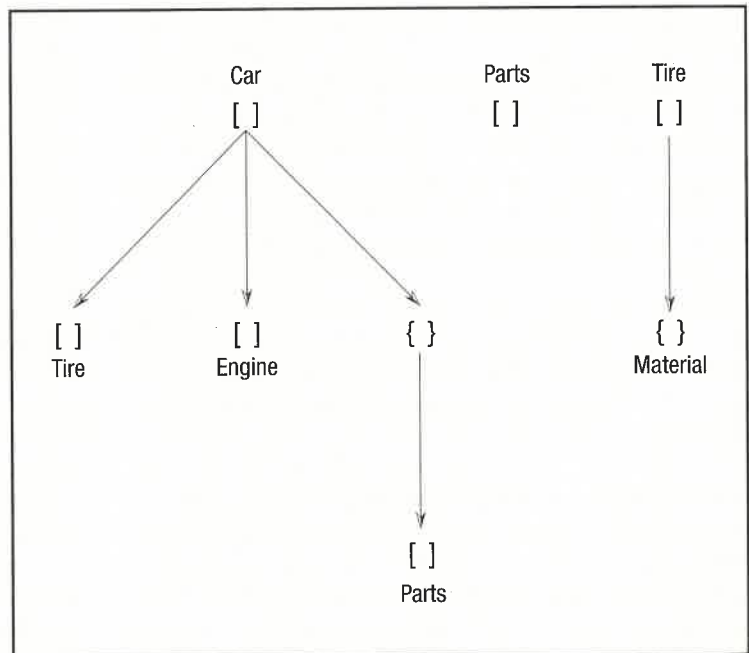 Car Parts Tire
[ ] [ ] [ ]
[ ] [ ] { } { }
Tire Engine Material
[ ]
Parts